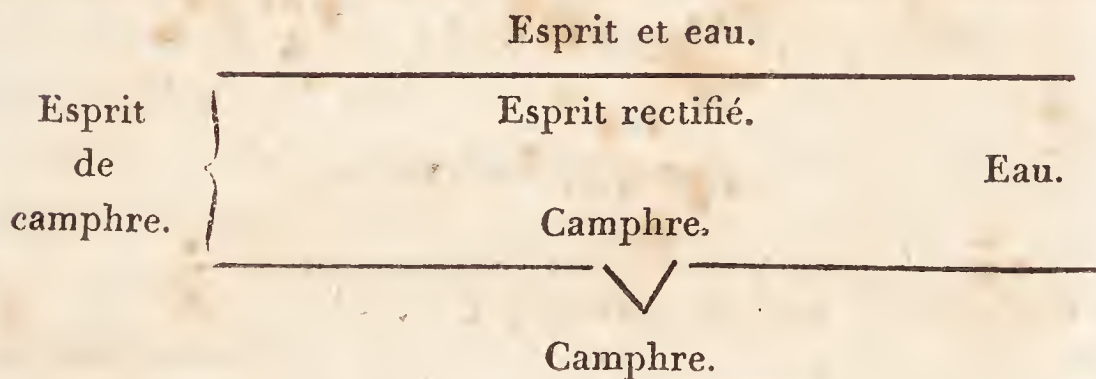 Esprit et eau.
Esprit
de
camphre.
Esprit rectifié.
Eau.
Camphre.
Camphre.